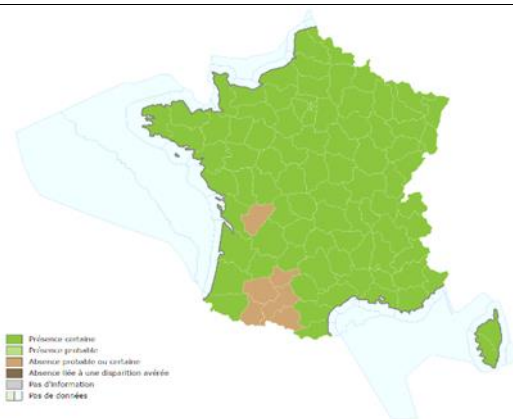 Présence certaine
Présence probable
Absence probable ou certaine
Absence liée à une disparition avérée
Pas d'information
Pas de données